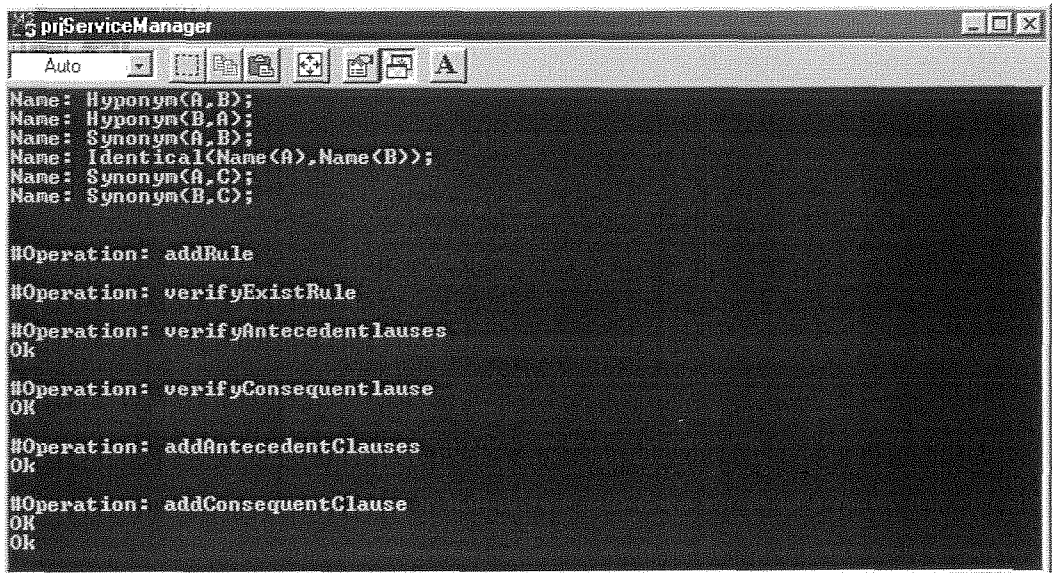 prjServiceManager
Auto
A
Name: Hyponym(A,B);
Name: Hyponym(B,A);
Name: Synonym(A,B);
Name: Identical(Name(A),Name(B));
Name: Synonym(A,C);
Name: Synonym(B,C);
#Operation: addRule
#Operation: verifyExistRule
#Operation: verifyAntecedentlauses
Ok
#Operation: verifyConsequentlause
OK
#Operation: addAntecedentClauses
Ok
#Operation: addConsequentClause
OK
Ok